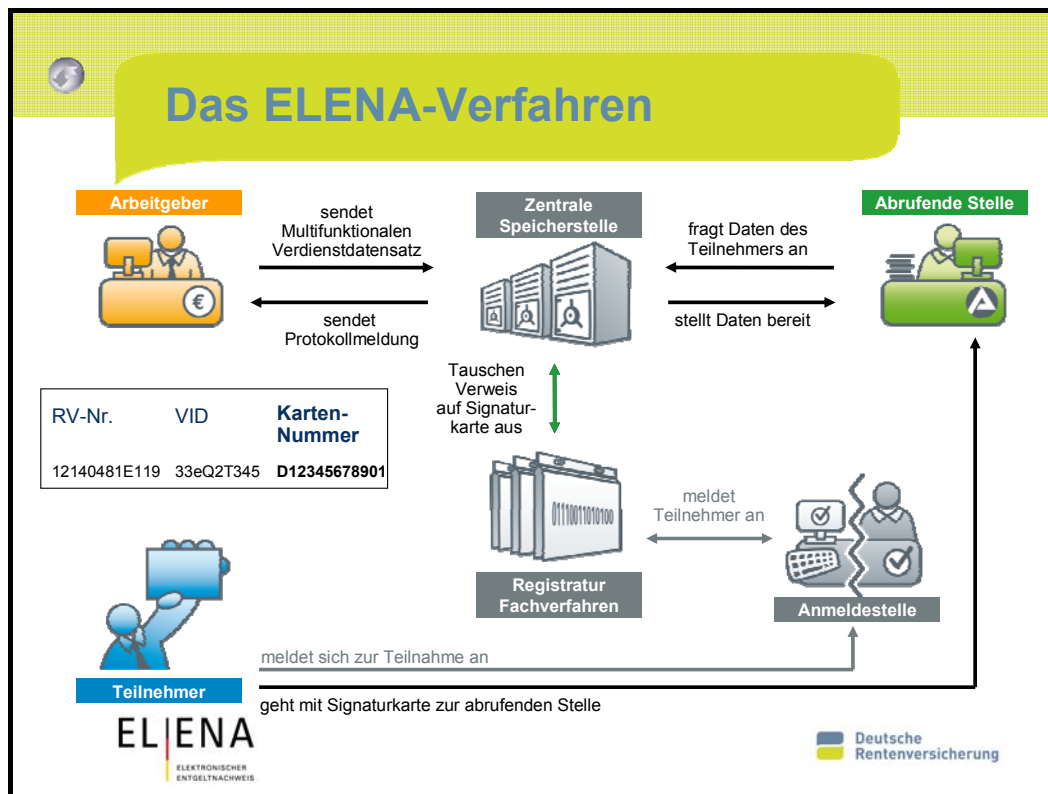 Das ELENA-Verfahren
Arbeitgeber
sendet
Multifunktionalen
Verdienstdatensatz
Zentrale
Speicherstelle
fragt Daten des
Teilnehmers an
Abrufende Stelle
€
sendet
Protokollmeldung
stellt Daten bereit
Tauschen
Verweis
auf Signatur-
karte aus
RV-Nr. VID Karten-
Nummer
12140481E119 33eQ2T345 D12345678901
01110011010100
meldet
Teilnehmer an
Registratur
Fachverfahren
Anmeldestelle
meldet sich zur Teilnahme an
Teilnehmer
geht mit Signaturkarte zur abrufenden Stelle
ELENA
ELEKTRONISCHER
ENTGELTNACHWEIS
Deutsche
Rentenversicherung